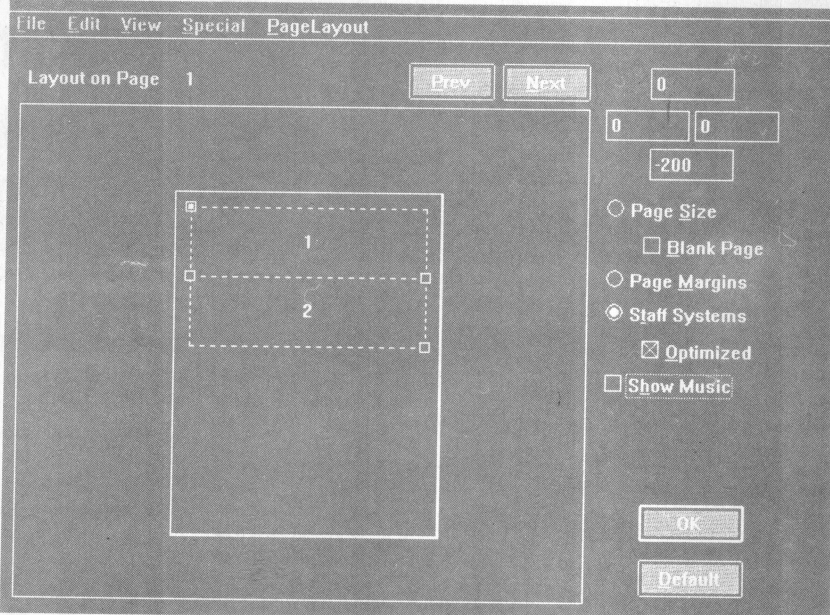 File Edit View Special PageLayout
Layout on Page 1 Prev Next
0
0 0
-200
Page Size
Blank Page
Page Margins
Staff Systems
Optimized
Show Music
1
2
OK
Default